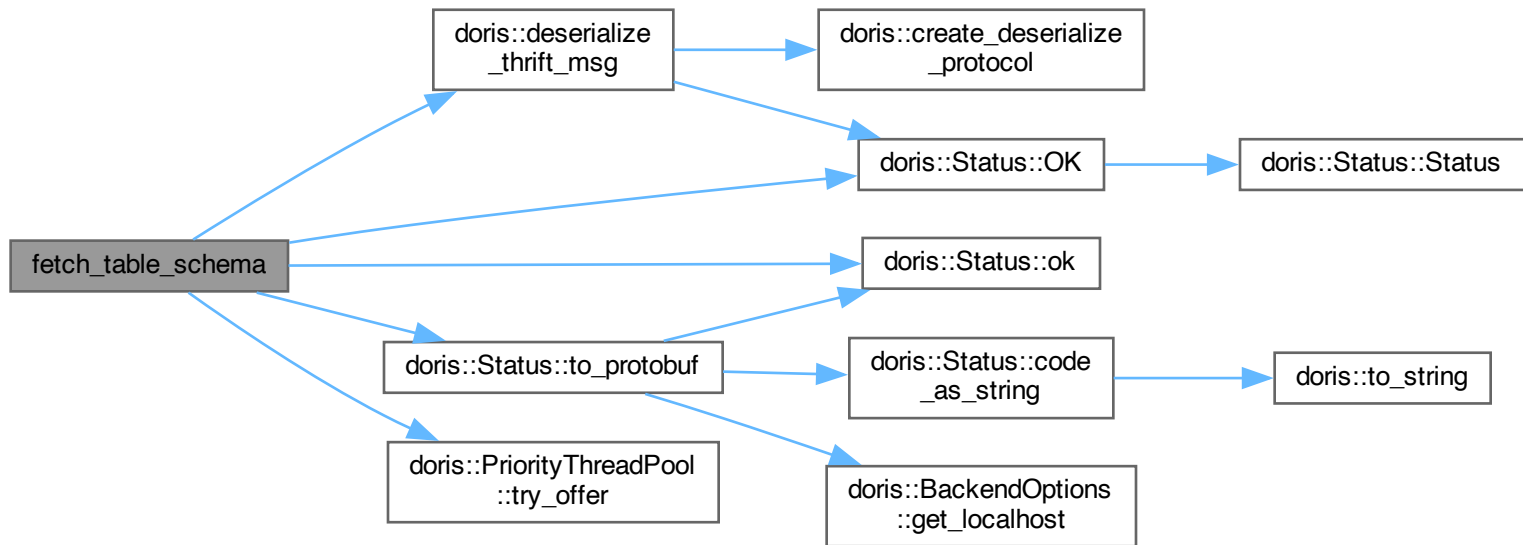 doris::deserialize
_thrift_msg
doris::create_deserialize
_protocol
doris::Status::OK
doris::Status::Status
fetch_table_schema
doris::Status::ok
doris::Status::to_protobuf
doris::Status::code
_as_string
doris::to_string
doris::PriorityThreadPool
::try_offer
doris::BackendOptions
::get_localhost